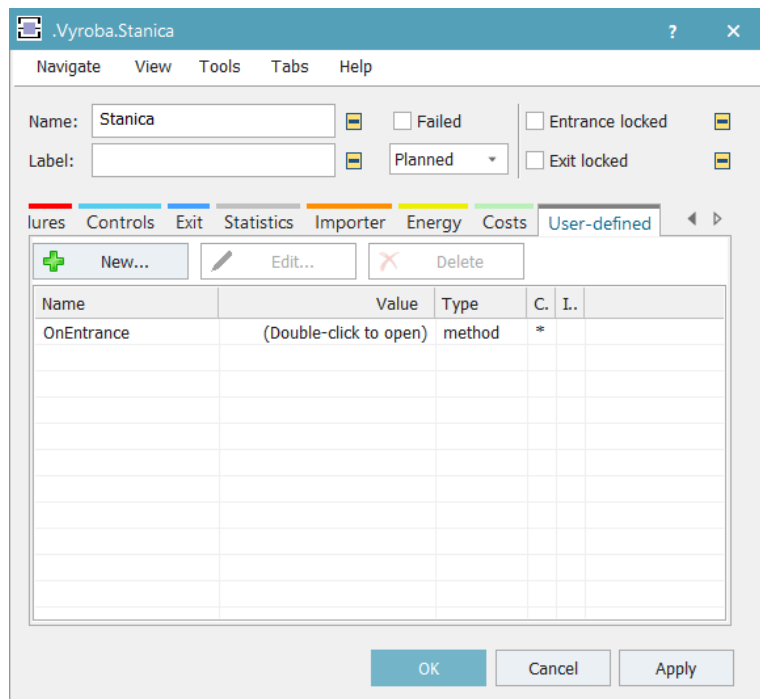 .Vyroba.Stanica ? ×
Navigate View Tools Tabs Help
Name: Stanica Failed Entrance locked
Label: Planned Exit locked
lures Controls Exit Statistics Importer Energy Costs User-defined
New... Edit... Delete
Name Value Type C. I..
OnEntrance (Double-click to open) method *
OK Cancel Apply